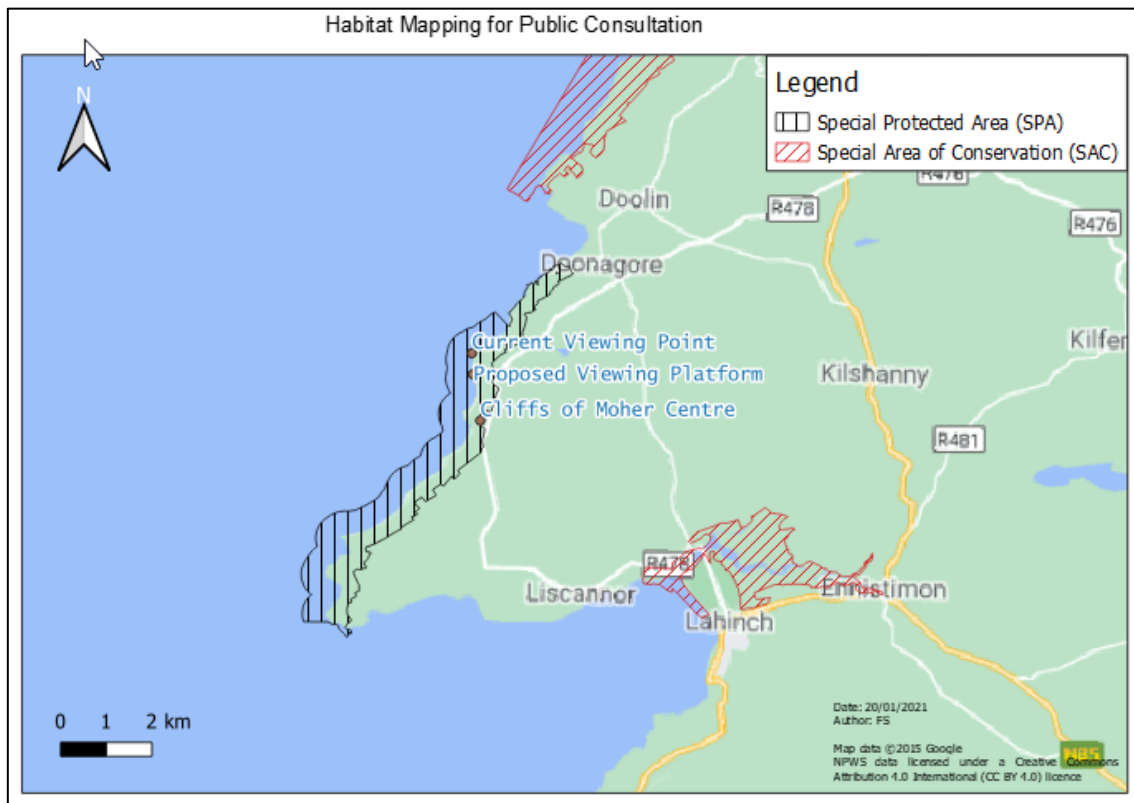 Habitat Mapping for Public Consultation
N
Legend
Special Protected Area (SPA)
Special Area of Conservation (SAC)
R476
Doolin
R478
R476
Doonagore
Current Viewing Point
Kilfer
Proposed Viewing Platform
Kilshanny
Cliffs of Moher Centre
R481
R478
Liscannor
Ennistimon
Lahinch
0 1 2 km
Date: 20/01/2021
Author: FS
Map data ©2015 Google
NPWS data licensed under a Creative Commons
Attribution 4.0 International (CC BY 4.0) licence
N85